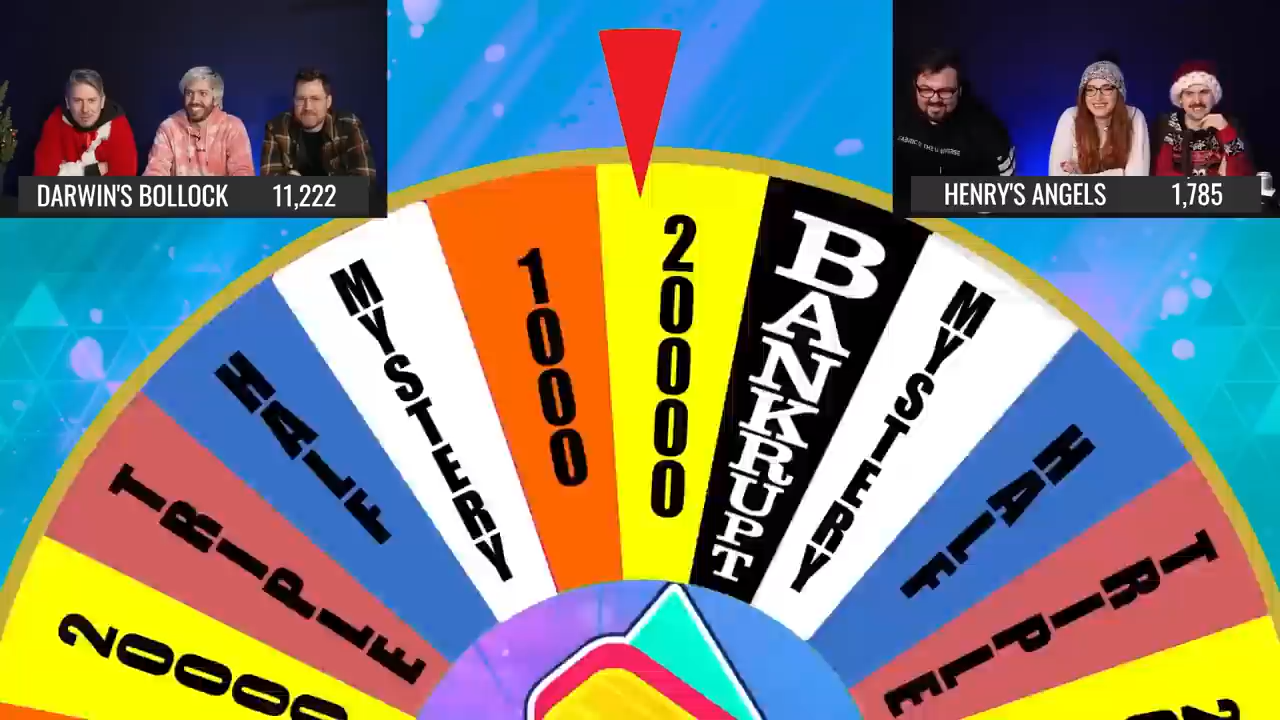 DARWIN'S BOLLOCK 11,222
HENRY'S ANGELS 1,785
20000
TRIPLE
HALF
MYSTERY
1000
20000
BANKRUPT
MYSTERY
HALF
TRIPLE